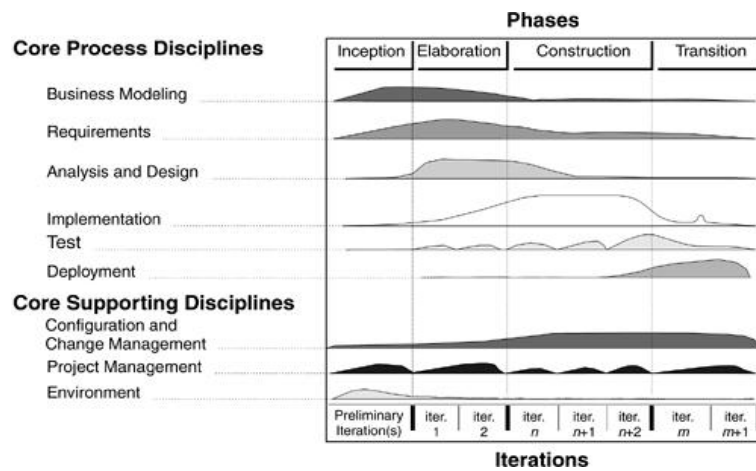 Phases
Core Process Disciplines
Inception Elaboration Construction Transition
Business Modeling
Requirements
Analysis and Design
Implementation
Test
Deployment
Core Supporting Disciplines
Configuration and
Change Management
Project Management
Environment
Preliminary iter. iter. iter. iter. iter. iter. iter.
Iteration(s) 1 2 n n+1 n+2 m m+1
Iterations